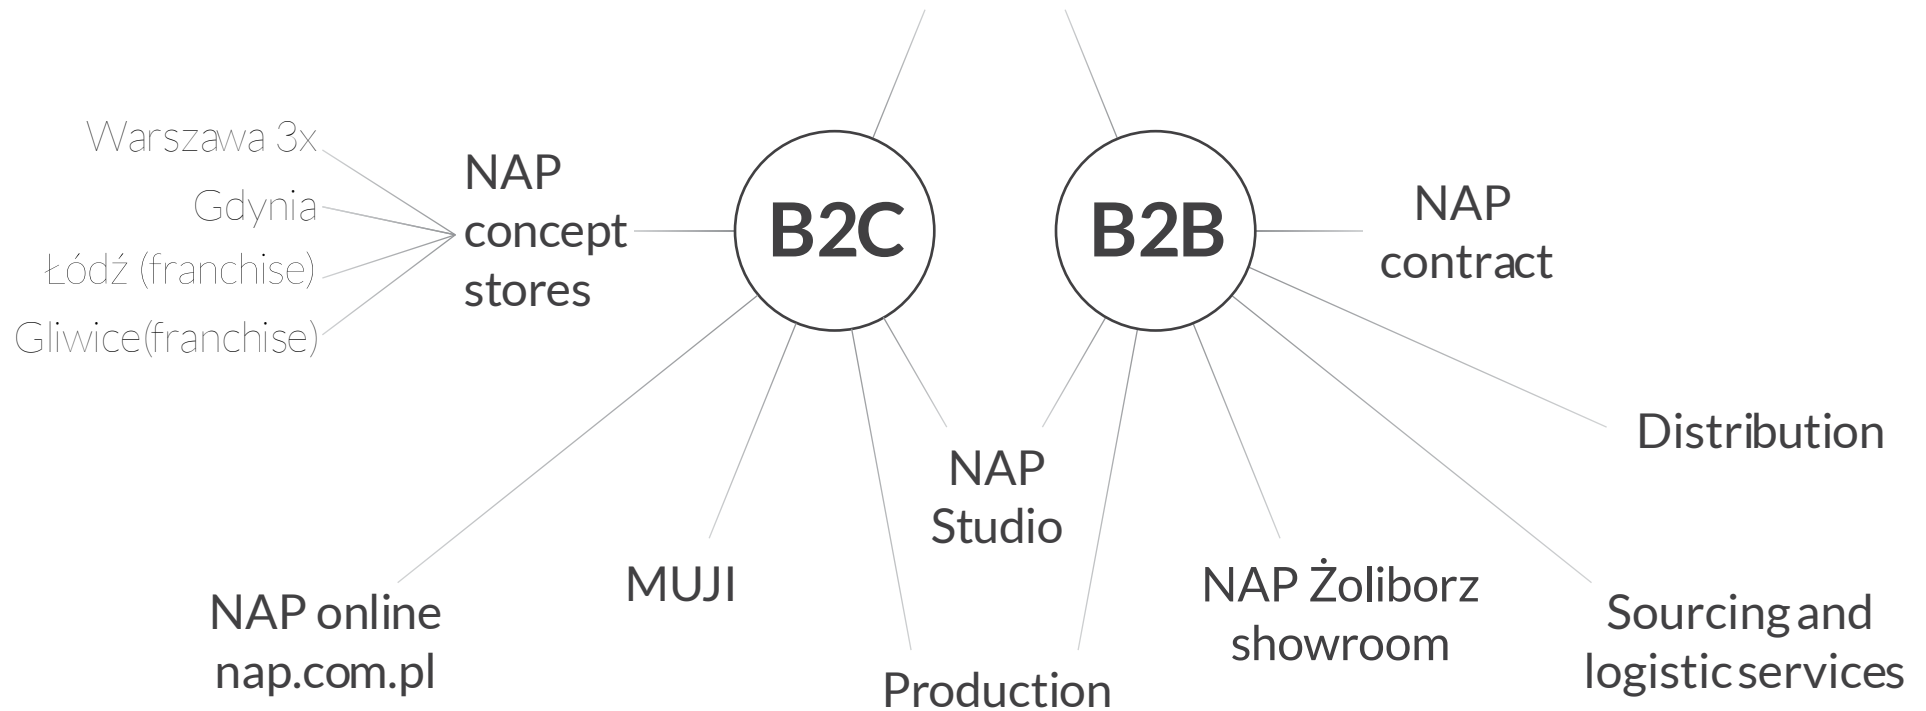 Warszawa 3x
Gdynia
Łódź (franchise)
Gliwice(franchise)
NAP
concept
stores
B2C
B2B
NAP
contract
Distribution
NAP
Studio
NAP online
nap.com.pl
MUJI
Production
NAP Żoliborz
showroom
Sourcing and
logistic services